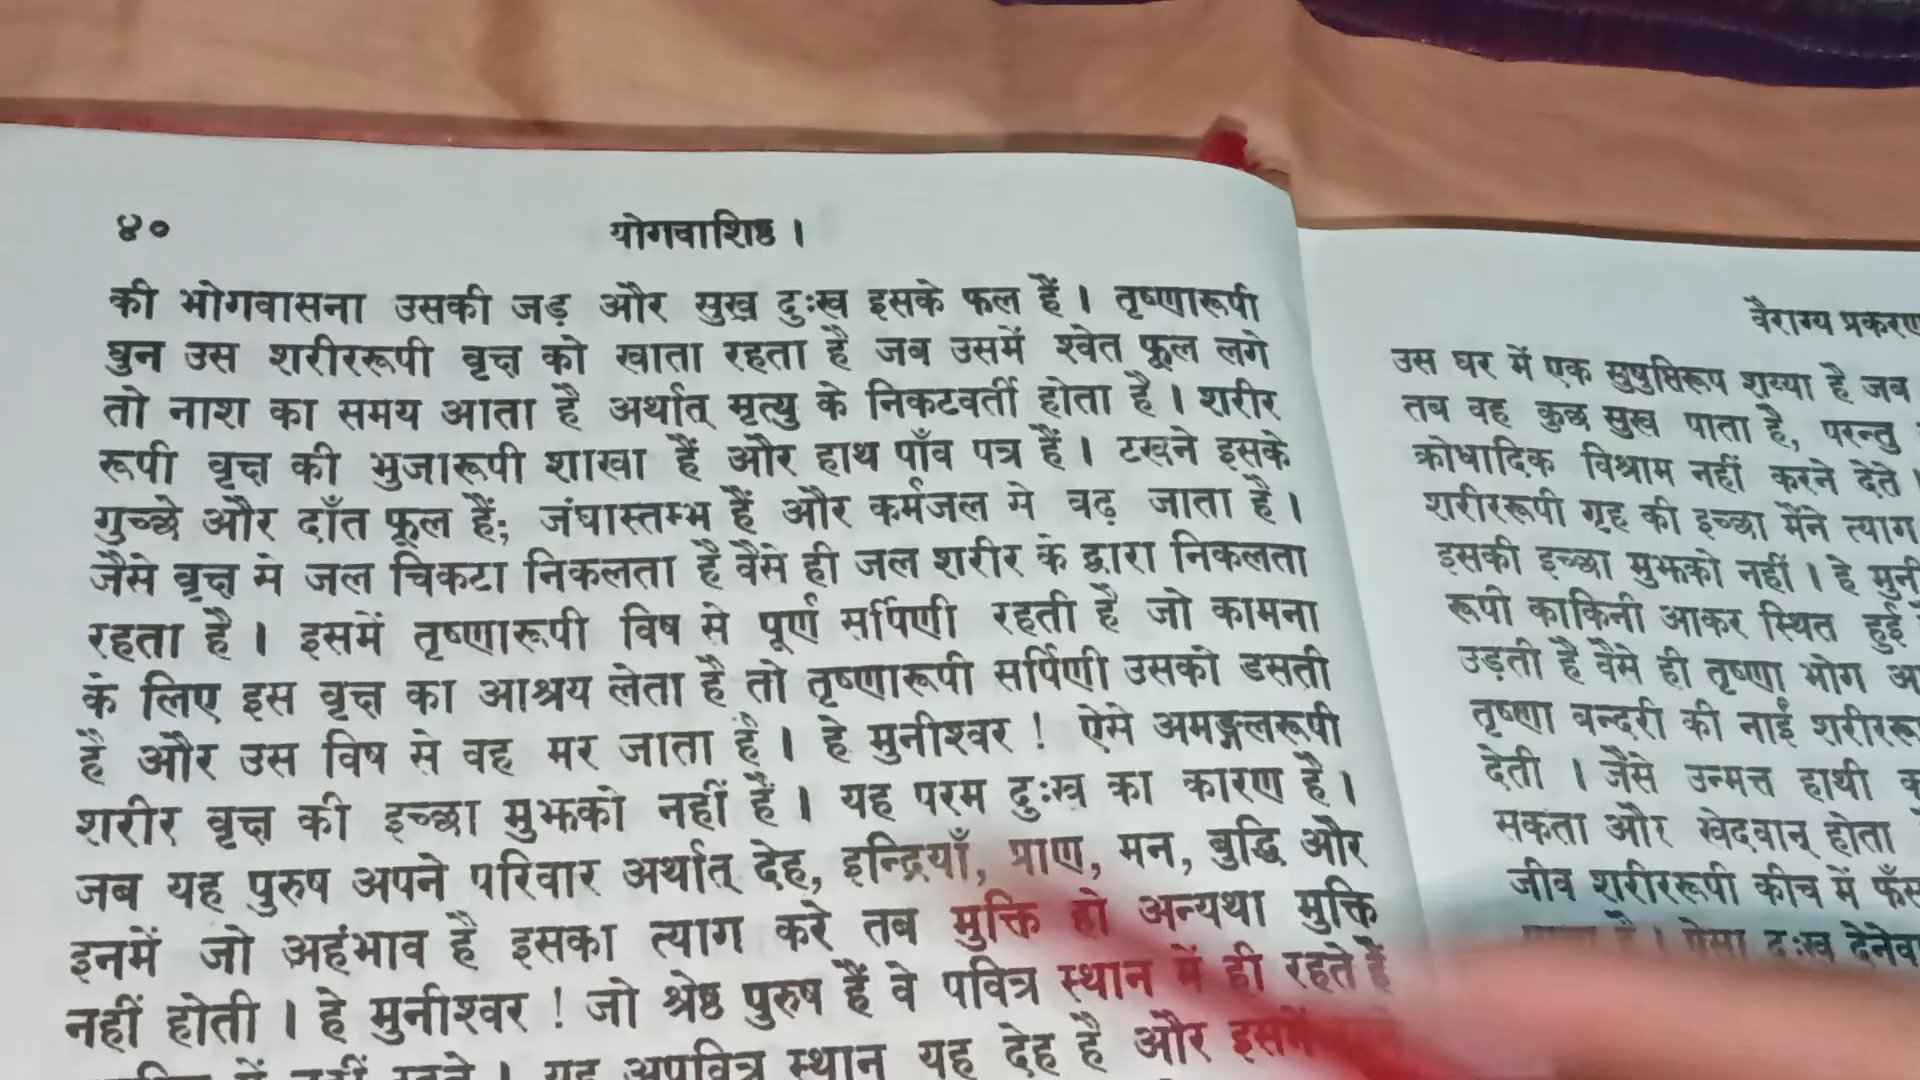 ४०
योगवाशिष्ठ ।
की भोगवासना उसकी जड़ और सुख दुःख इसके फल हैं । तृष्णारूपी
घुन उस शरीररूपी वृक्ष को खाता रहता है जब उसमें श्वेत फूल लगे
तो नाश का समय आता है अर्थात् मृत्यु के निकटवर्ती होता है । शरीर
रूपी वृक्ष की भुजारूपी शाखा हैं और हाथ पाँव पत्र हैं । टखने इसके
गुच्छे और दाँत फूल हैं; जंघास्तम्भ हैं और कर्मजल से बढ़ जाता है ।
जैसे वृक्ष से जल चिकटा निकलता है वैसे ही जल शरीर के द्वारा निकलता
रहता है । इसमें तृष्णारूपी विष से पूर्ण सर्पिणी रहती है जो कामना
के लिए इस वृक्ष का आश्रय लेता है तो तृष्णारूपी सर्पिणी उसको डसती
है और उस विष से वह मर जाता है । हे मुनीश्वर ! ऐसे अमङ्गलरूपी
शरीर वृक्ष की इच्छा मुझको नहीं है । यह परम दुःख का कारण है ।
जब यह पुरुष अपने परिवार अर्थात् देह, इन्द्रियाँ, प्राण, मन, बुद्धि और
इनमें जो अहंभाव है इसका त्याग करे तब मुक्ति हो अन्यथा मुक्ति
नहीं होती । हे मुनीश्वर ! जो श्रेष्ठ पुरुष हैं वे पवित्र स्थान में ही रहते हैं
में नहीं रहते । यह अपवित्र स्थान यह देह है और इसमें
वैराग्य प्रकरण
उस घर में एक सुषुप्तिरूप शय्या है जब
तब वह कुछ सुख पाता है, परन्तु
क्रोधादिक विश्राम नहीं करने देते ।
शरीररूपी गृह की इच्छा मैंने त्याग
इसकी इच्छा मुझको नहीं । हे मुनी
रूपी काकिनी आकर स्थित हुई
उड़ती है वैसे ही तृष्णा भोग
तृष्णा बन्दरी की नाईं शरीररू
देती । जैसे उन्मत्त हाथी
सकता और खेदवान् होता
जीव शरीररूपी कीच में फँस
है । ऐसा दुःख देनेवा